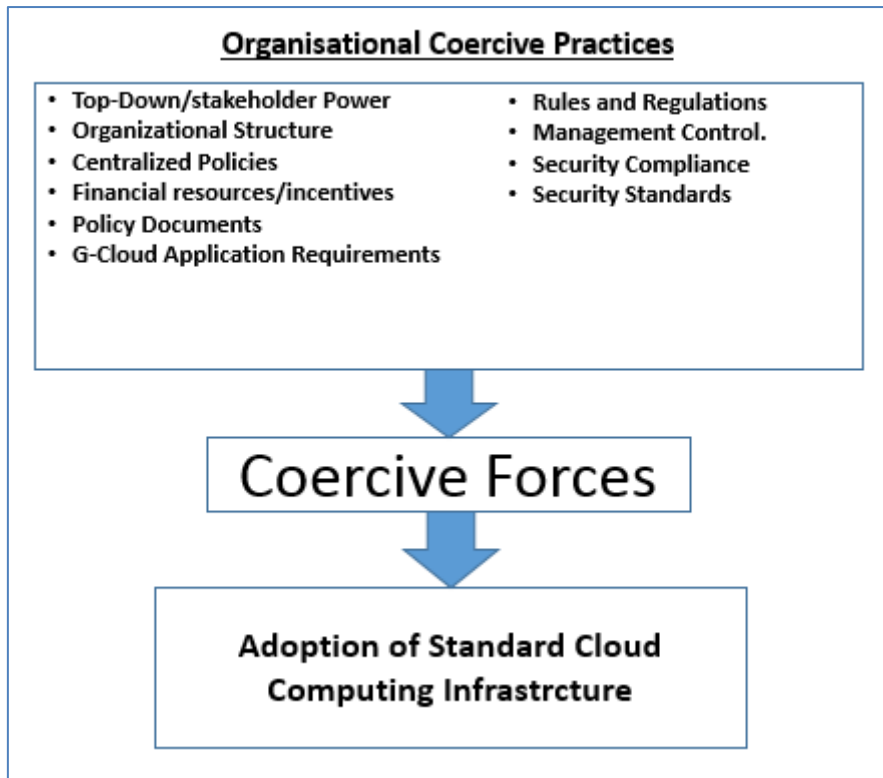 Organisational Coercive Practices
• Top-Down/stakeholder Power
• Organizational Structure
• Centralized Policies
• Financial resources/incentives
• Policy Documents
• G-Cloud Application Requirements
• Rules and Regulations
• Management Control.
• Security Compliance
• Security Standards
Coercive Forces
Adoption of Standard Cloud
Computing Infrastrcture